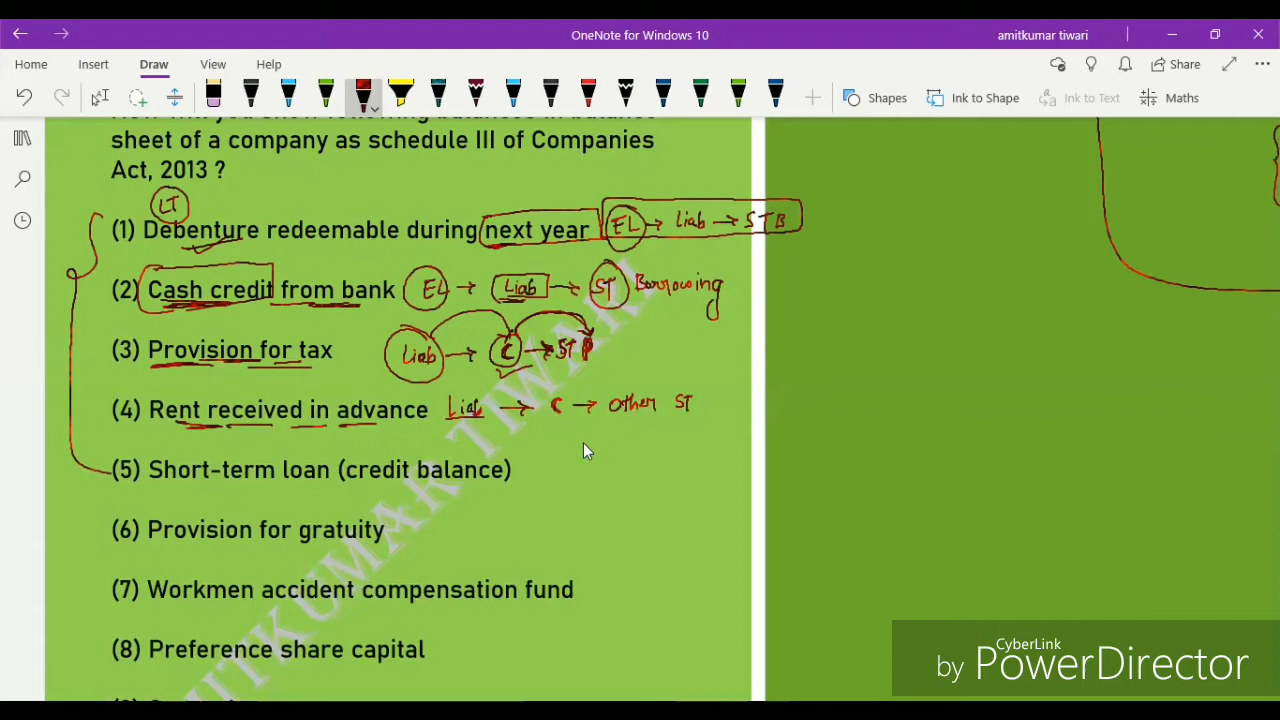 OneNote for Windows 10
amitkumar tiwari
Home Insert Draw View Help
Share
Shapes Ink to Shape Ink to Text Maths
sheet of a company as schedule III of Companies
Act, 2013 ?
LT
(1) Debenture redeemable during next year EL → Liab → STB
(2) Cash credit from bank EL → Liab → ST Borrowing
(3) Provision for tax Liab → C → STP
(4) Rent received in advance Liab → C → Other ST
(5) Short-term loan (credit balance)
(6) Provision for gratuity
(7) Workmen accident compensation fund
(8) Preference share capital
MITKUMAR TIWARI
CyberLink
by PowerDirector